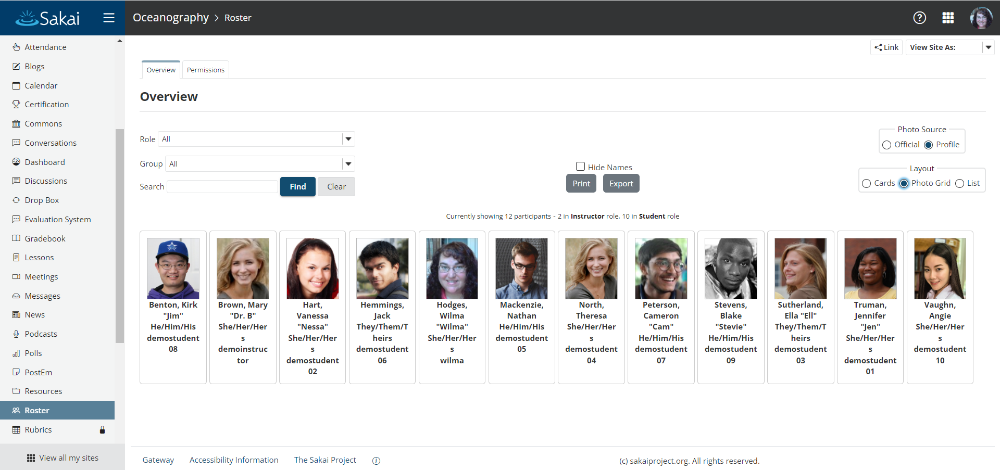 Sakai
Oceanography > Roster
Link
View Site As:
Attendance
Blogs
Calendar
Certification
Commons
Conversations
Dashboard
Discussions
Drop Box
Evaluation System
Gradebook
Lessons
Meetings
Messages
News
Podcasts
Polls
PostEm
Resources
Roster
Rubrics
View all my sites
Overview
Permissions
Overview
Role All
Group All
Search
Find
Clear
Hide Names
Print
Export
Photo Source
Official
Profile
Layout
Cards
Photo Grid
List
Currently showing 12 participants - 2 in Instructor role, 10 in Student role
Benton, Kirk
"Jim"
He/Him/His
demostudent
08
Brown, Mary
"Dr. B"
She/Her/Her
s
demoinstruc
tor
Hart,
Vanessa
"Nessa"
She/Her/Her
s
demostudent
02
Hemmings,
Jack
They/Them/T
heirs
demostudent
06
Hodges,
Wilma
"Wilma"
She/Her/Her
s
wilma
Mackenzie,
Nathan
He/Him/His
demostudent
05
North,
Theresa
She/Her/Her
s
demostudent
04
Peterson,
Cameron
"Cam"
He/Him/His
demostudent
07
Stevens,
Blake
"Stevie"
He/Him/His
demostudent
09
Sutherland,
Ella "Ell"
They/Them/T
heirs
demostudent
03
Truman,
Jennifer
"Jen"
She/Her/Her
s
demostudent
01
Vaughn,
Angie
She/Her/Her
s
demostudent
10
Gateway
Accessibility Information
The Sakai Project
(c) sakaiproject.org. All rights reserved.